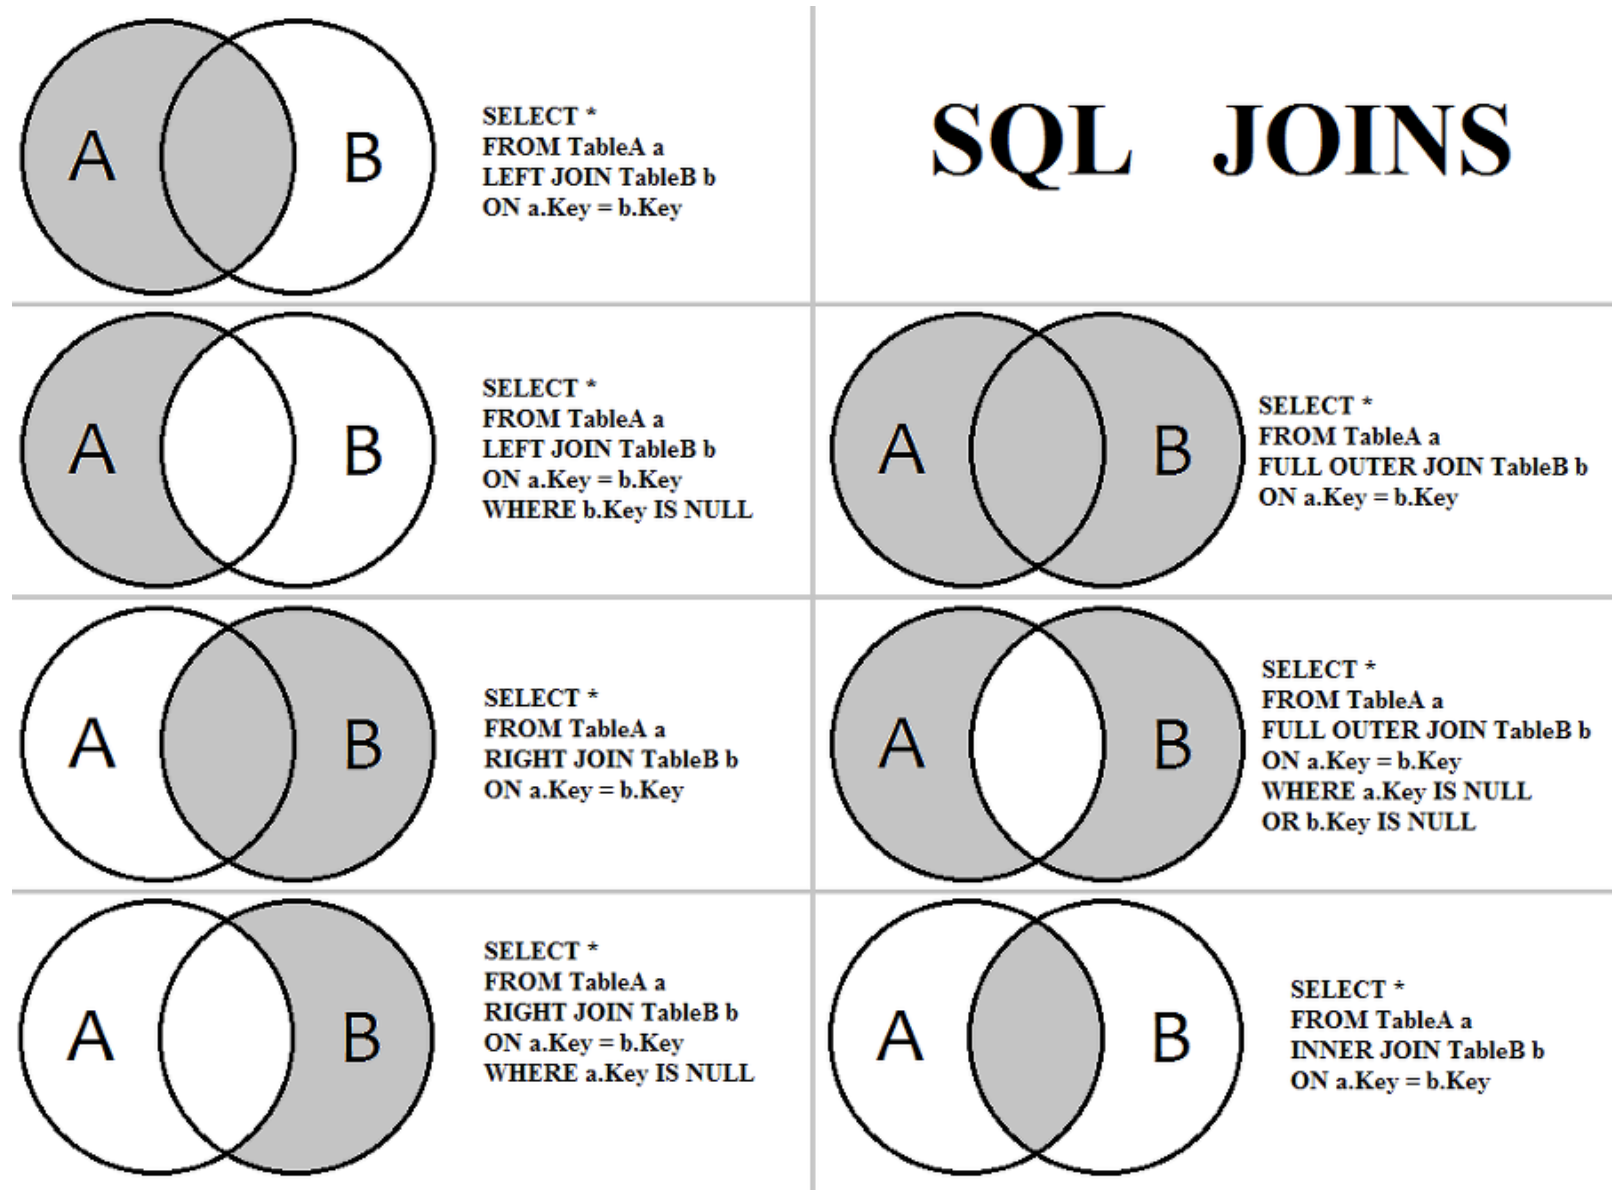 A
B
SELECT *
FROM TableA a
LEFT JOIN TableB b
ON a.Key = b.Key
SQL JOINS
A
B
SELECT *
FROM TableA a
LEFT JOIN TableB b
ON a.Key = b.Key
WHERE b.Key IS NULL
A
B
SELECT *
FROM TableA a
FULL OUTER JOIN TableB b
ON a.Key = b.Key
A
B
SELECT *
FROM TableA a
RIGHT JOIN TableB b
ON a.Key = b.Key
A
B
SELECT *
FROM TableA a
FULL OUTER JOIN TableB b
ON a.Key = b.Key
WHERE a.Key IS NULL
OR b.Key IS NULL
A
B
SELECT *
FROM TableA a
RIGHT JOIN TableB b
ON a.Key = b.Key
WHERE a.Key IS NULL
A
B
SELECT *
FROM TableA a
INNER JOIN TableB b
ON a.Key = b.Key